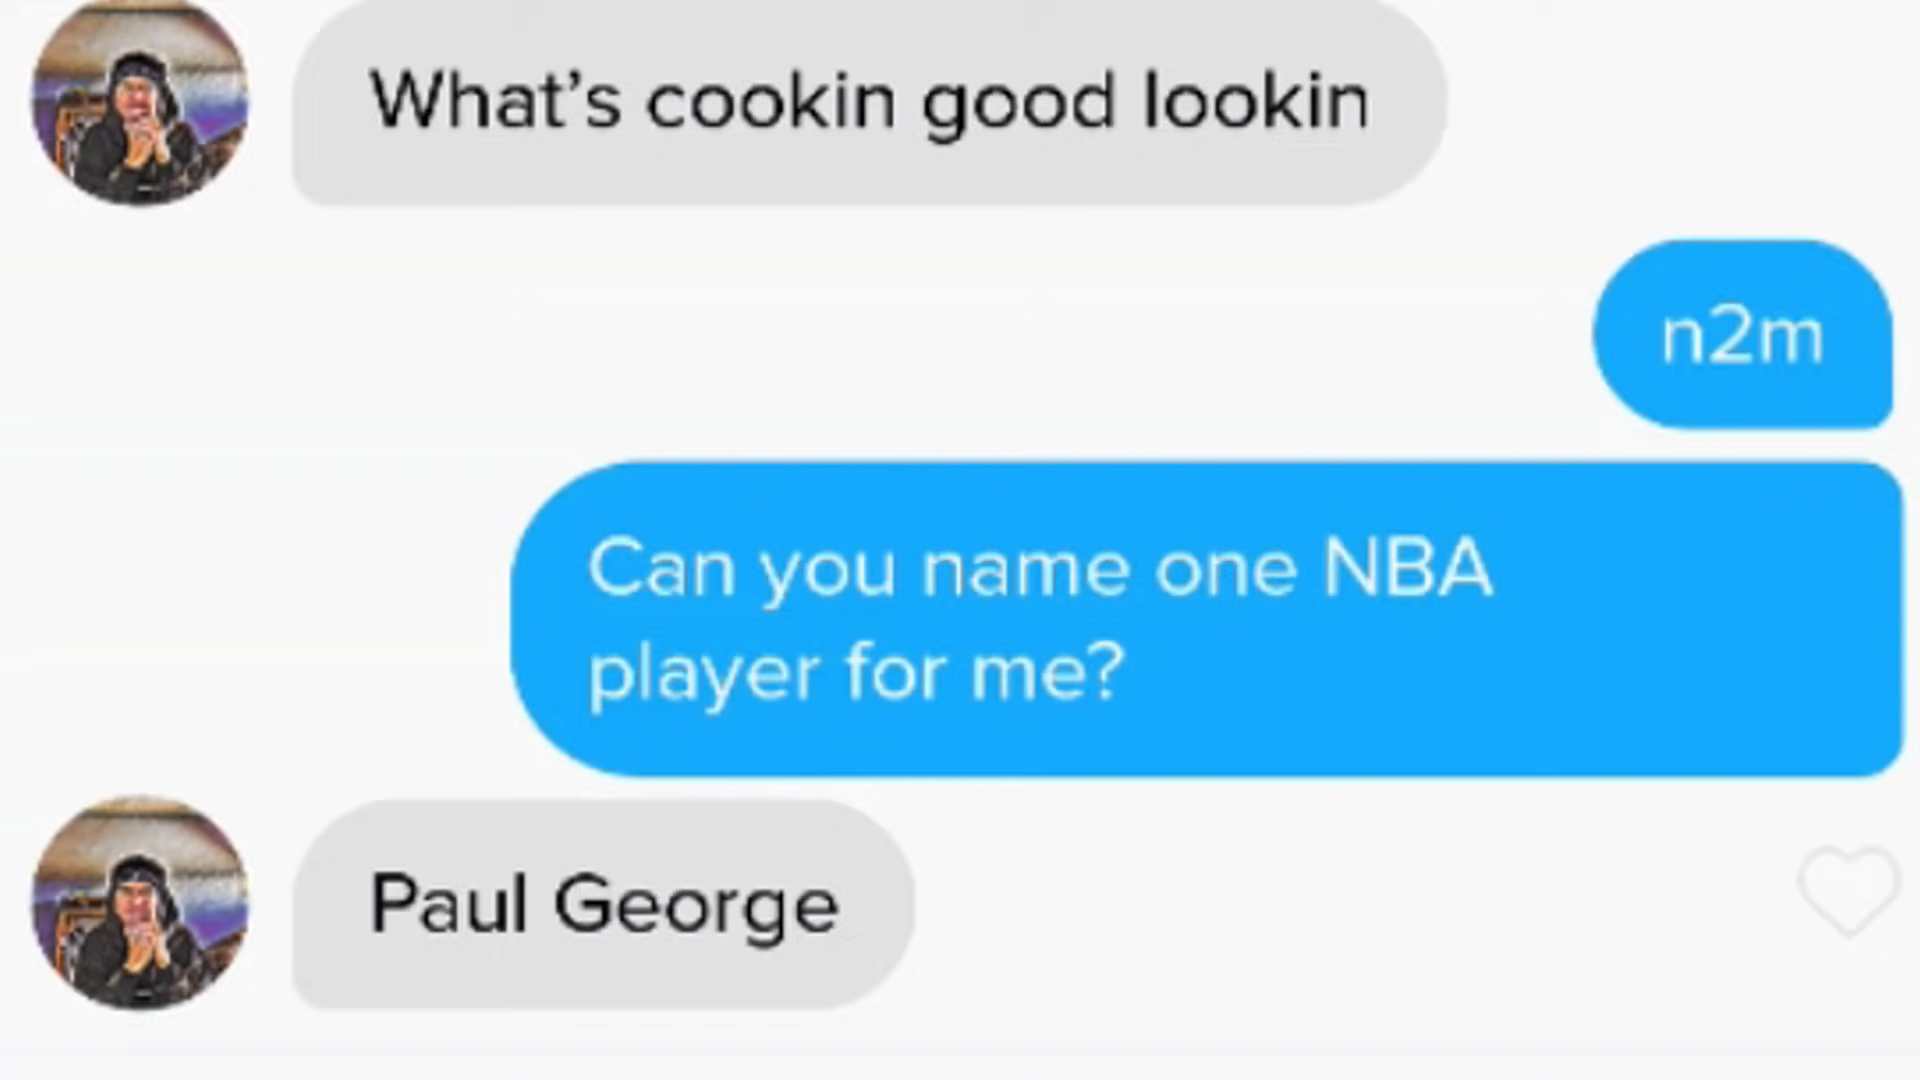 What’s cookin good lookin
n2m
Can you name one NBA
player for me?
Paul George